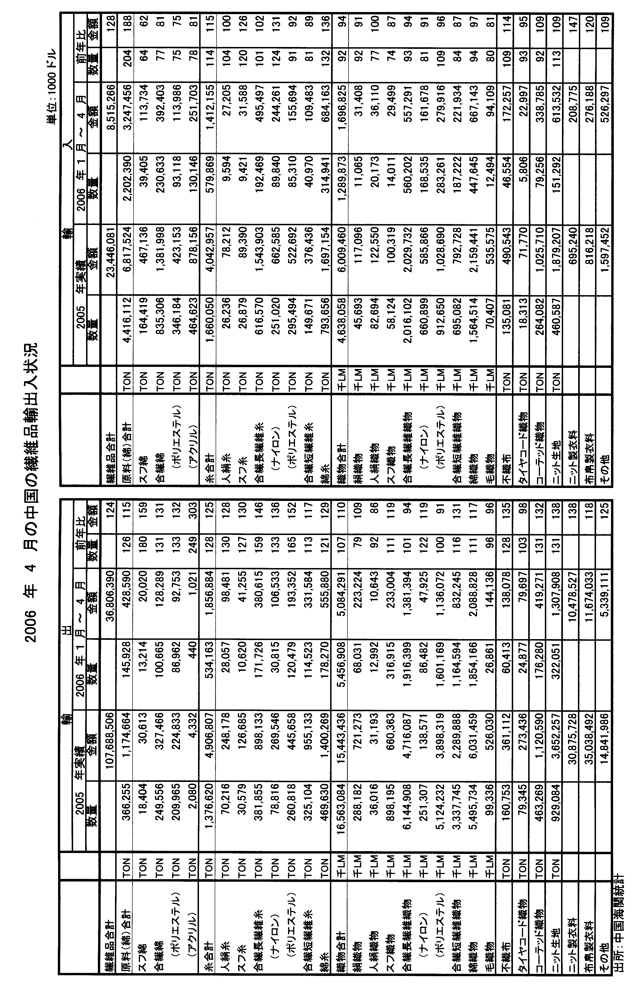 2006 年 4 月の中国の繊維品輸出入状況
単位:1000ドル
輸 出
2005 年実績 2006 年 1 月 ～ 4 月 前年比
数量 金額 数量 金額 数量 金額
繊維品合計 107,688,506 36,806,390 124
原料(綿)合計 TON 366,255 1,174,664 145,928 428,590 126 115
スフ綿 TON 18,404 30,613 13,214 20,020 180 159
合繊綿 TON 249,556 327,466 100,665 128,289 131 131
(ポリエステル) TON 209,965 224,833 86,962 92,753 133 132
(アクリル) TON 2,080 4,332 440 1,021 249 303
糸合計 TON 1,376,620 4,906,807 534,163 1,856,884 128 125
人絹糸 TON 70,216 248,178 28,057 98,481 130 128
スフ糸 TON 30,579 126,685 10,620 41,255 127 130
合繊長繊維糸 TON 381,855 898,133 171,726 380,615 159 146
(ナイロン) TON 78,816 269,546 30,815 106,533 133 136
(ポリエステル) TON 260,818 445,658 120,479 193,352 165 152
合繊短繊維糸 TON 325,104 955,133 114,523 331,584 113 117
綿糸 TON 469,630 1,400,269 178,270 555,880 121 129
織物合計 千LM 16,563,084 15,443,436 5,456,908 5,084,291 107 110
絹織物 千LM 288,182 721,273 68,031 223,224 79 109
人絹織物 千LM 36,016 31,193 12,992 10,643 92 86
スフ織物 千LM 898,195 660,363 316,915 233,004 111 119
合繊長繊維織物 千LM 6,144,908 4,716,087 1,916,399 1,381,394 101 94
(ナイロン) 千LM 251,307 138,571 86,482 47,925 122 119
(ポリエステル) 千LM 5,124,232 3,898,319 1,601,169 1,136,072 100 91
合繊短繊維織物 千LM 3,337,745 2,289,888 1,164,594 832,245 116 131
綿織物 千LM 5,495,734 6,031,459 1,854,166 2,088,828 111 117
毛織物 千LM 99,336 526,030 26,861 144,136 96 96
不織布 TON 160,753 361,112 60,413 138,078 128 135
タイヤコード織物 TON 79,345 273,436 24,877 79,697 103 98
コーテッド織物 TON 463,269 1,120,590 176,280 419,271 131 132
ニット生地 TON 929,084 3,652,257 322,051 1,307,908 131 138
ニット製衣料 30,875,728 10,478,527 138
布帛製衣料 35,038,492 11,674,033 118
その他 14,841,986 5,339,111 125
輸 入
2005 年実績 2006 年 1 月 ～ 4 月 前年比
数量 金額 数量 金額 数量 金額
繊維品合計 23,446,081 8,515,266 128
原料(綿)合計 TON 4,416,112 6,817,524 2,202,390 3,247,456 204 188
スフ綿 TON 164,419 467,136 39,405 113,734 64 62
合繊綿 TON 835,306 1,381,998 230,633 392,403 77 81
(ポリエステル) TON 346,184 423,153 93,118 113,986 75 75
(アクリル) TON 464,623 878,156 130,146 251,703 78 81
糸合計 TON 1,660,050 4,042,957 579,869 1,412,155 114 115
人絹糸 TON 26,236 78,212 9,594 27,205 104 100
スフ糸 TON 26,879 89,390 9,421 31,588 120 126
合繊長繊維糸 TON 616,570 1,543,903 192,469 495,497 101 102
(ナイロン) TON 251,020 662,585 89,840 244,261 124 131
(ポリエステル) TON 295,494 522,692 85,310 155,694 91 92
合繊短繊維糸 TON 149,671 376,436 40,970 109,483 81 89
綿糸 TON 793,656 1,697,154 314,941 684,163 132 136
織物合計 千LM 4,638,058 6,009,460 1,289,873 1,696,825 92 94
絹織物 千LM 45,693 117,096 11,065 31,408 92 91
人絹織物 千LM 82,694 122,550 20,173 36,110 77 100
スフ織物 千LM 58,124 100,319 14,011 29,499 74 87
合繊長繊維織物 千LM 2,016,102 2,029,732 560,202 557,291 93 94
(ナイロン) 千LM 660,899 585,866 168,535 161,678 81 91
(ポリエステル) 千LM 912,650 1,028,690 283,261 279,916 109 96
合繊短繊維織物 千LM 695,082 792,728 187,222 221,934 84 87
綿織物 千LM 1,564,514 2,159,441 447,645 667,143 94 97
毛織物 千LM 70,407 535,575 12,494 94,109 80 81
不織布 TON 135,081 490,543 46,554 172,257 109 114
タイヤコード織物 TON 18,313 71,770 5,806 22,997 93 95
コーテッド織物 TON 264,082 1,025,710 79,256 338,785 92 109
ニット生地 TON 460,587 1,879,207 151,292 613,532 113 109
ニット製衣料 695,240 208,775 147
布帛製衣料 816,218 276,188 120
その他 1,597,452 526,297 109
出所:中国海関統計